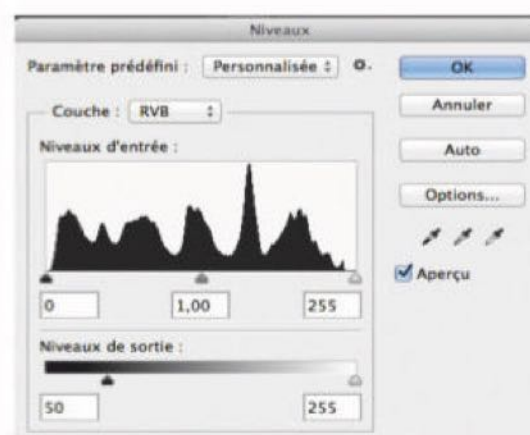 Niveaux
Paramètre prédéfini : Personnalisée
OK
Couche : RVB
Annuler
Niveaux d'entrée :
Auto
Options...
Aperçu
0 1,00 255
Niveaux de sortie :
50 255